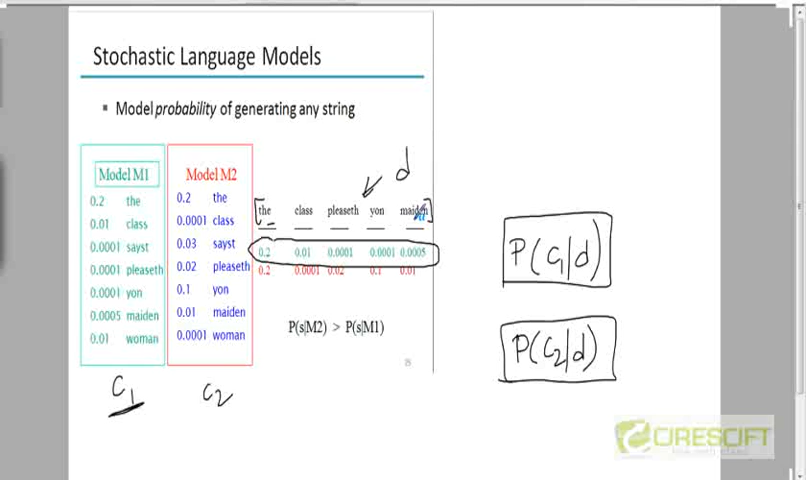 Stochastic Language Models
▪ Model probability of generating any string
d
Model M1
0.2 the
0.01 class
0.0001 sayst
0.0001 pleaseth
0.0001 yon
0.0005 maiden
0.01 woman
C1
Model M2
0.2 the
0.0001 class
0.03 sayst
0.02 pleaseth
0.1 yon
0.01 maiden
0.0001 woman
C2
[the class pleaseth yon maiden]
0.2 0.01 0.0001 0.0001 0.0005
0.2 0.0001 0.02 0.1 0.01
P(s|M2) > P(s|M1)
8
P(C1|d)
P(C2|d)